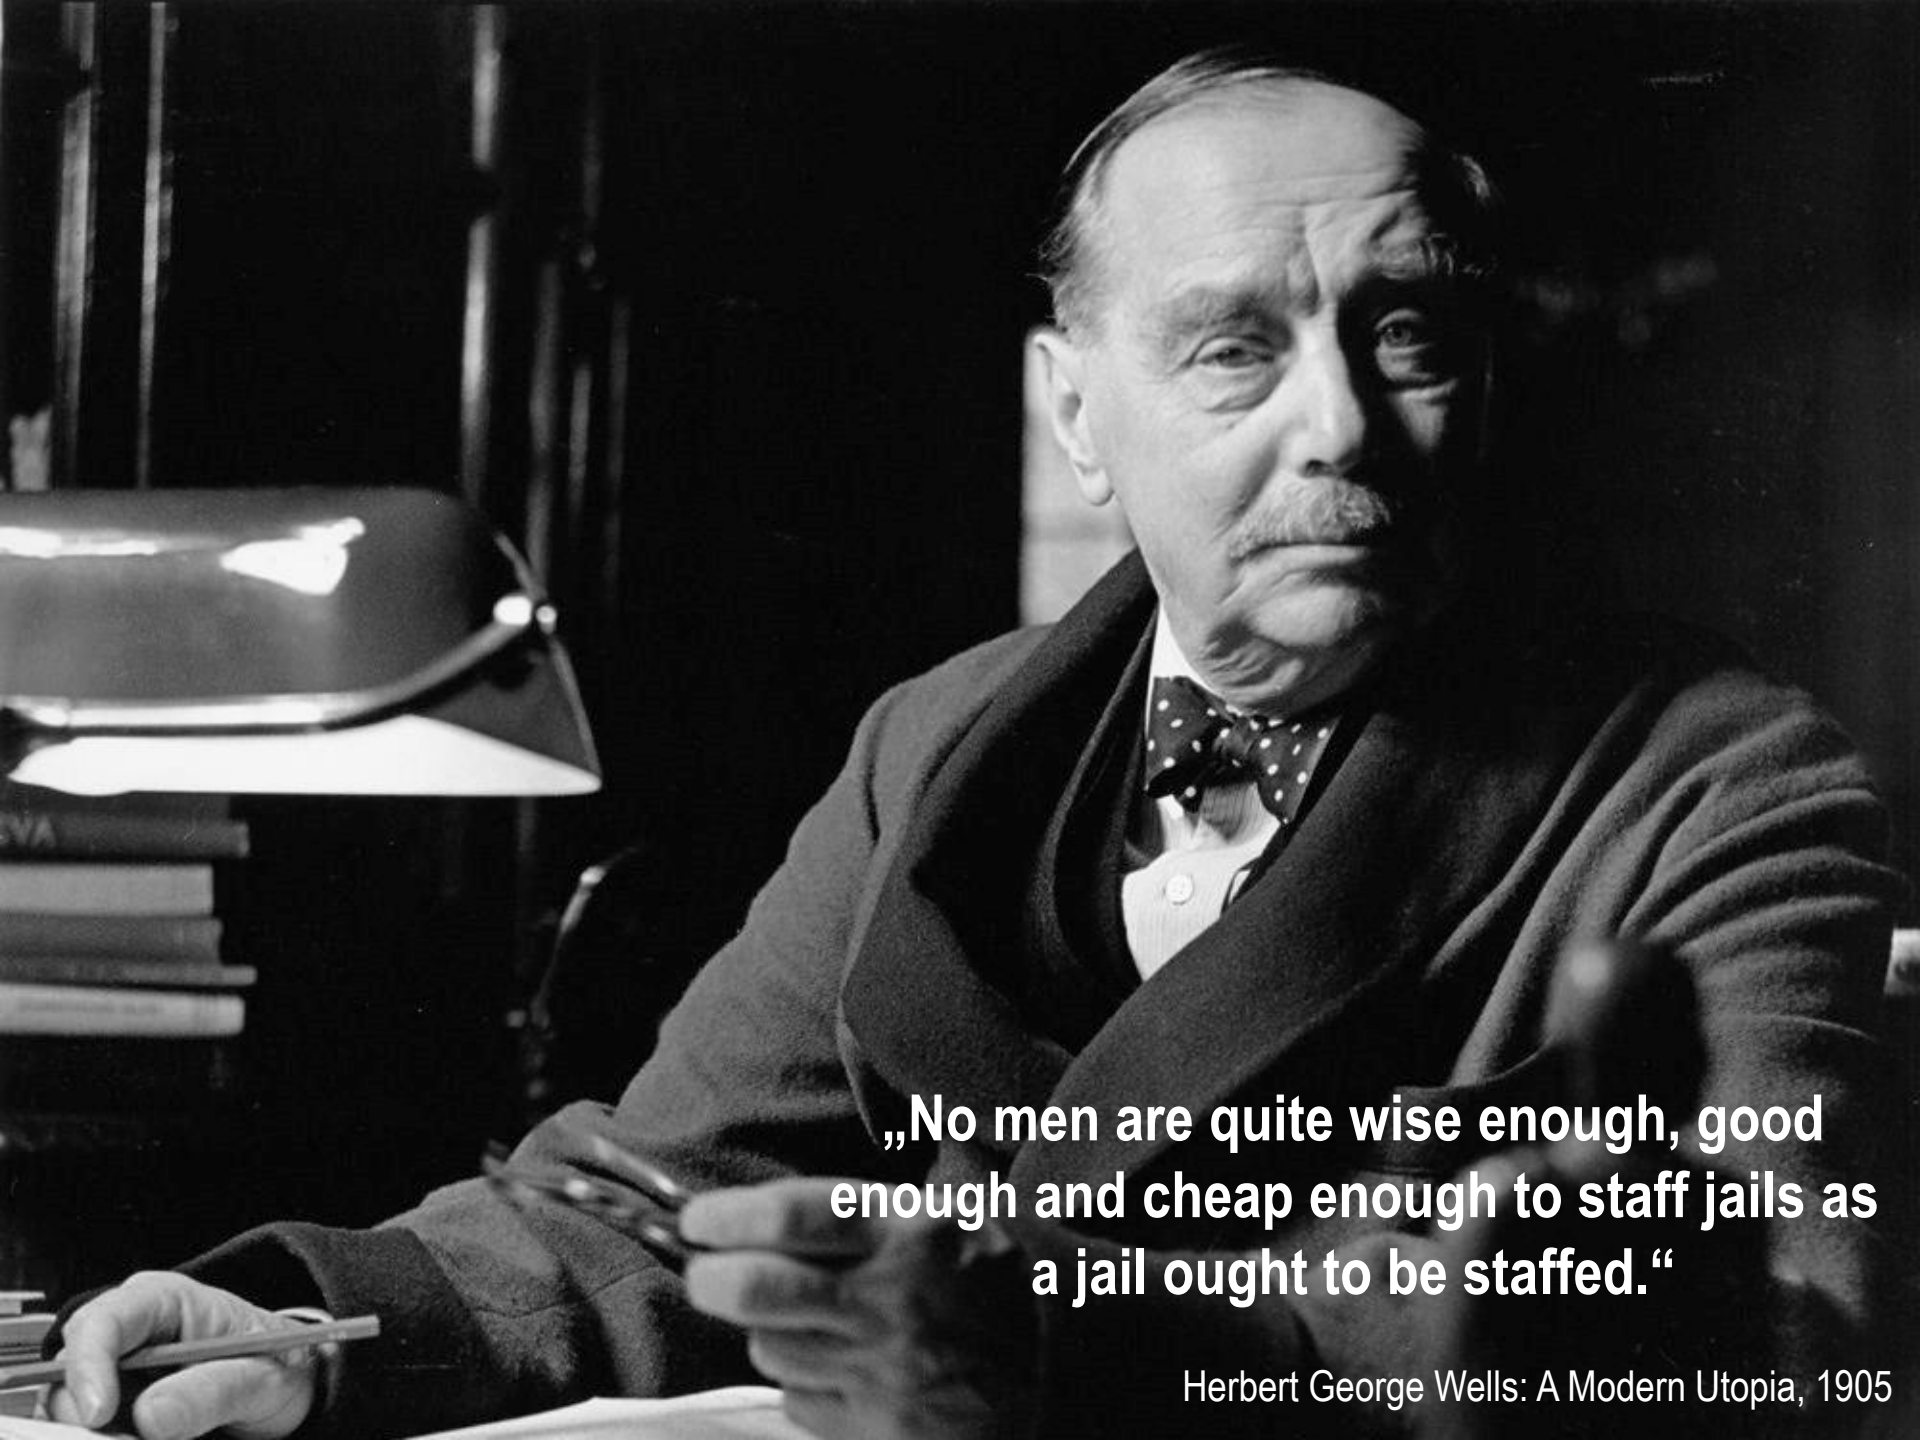 VA
„No men are quite wise enough, good
enough and cheap enough to staff jails as
a jail ought to be staffed.“
Herbert George Wells: A Modern Utopia, 1905